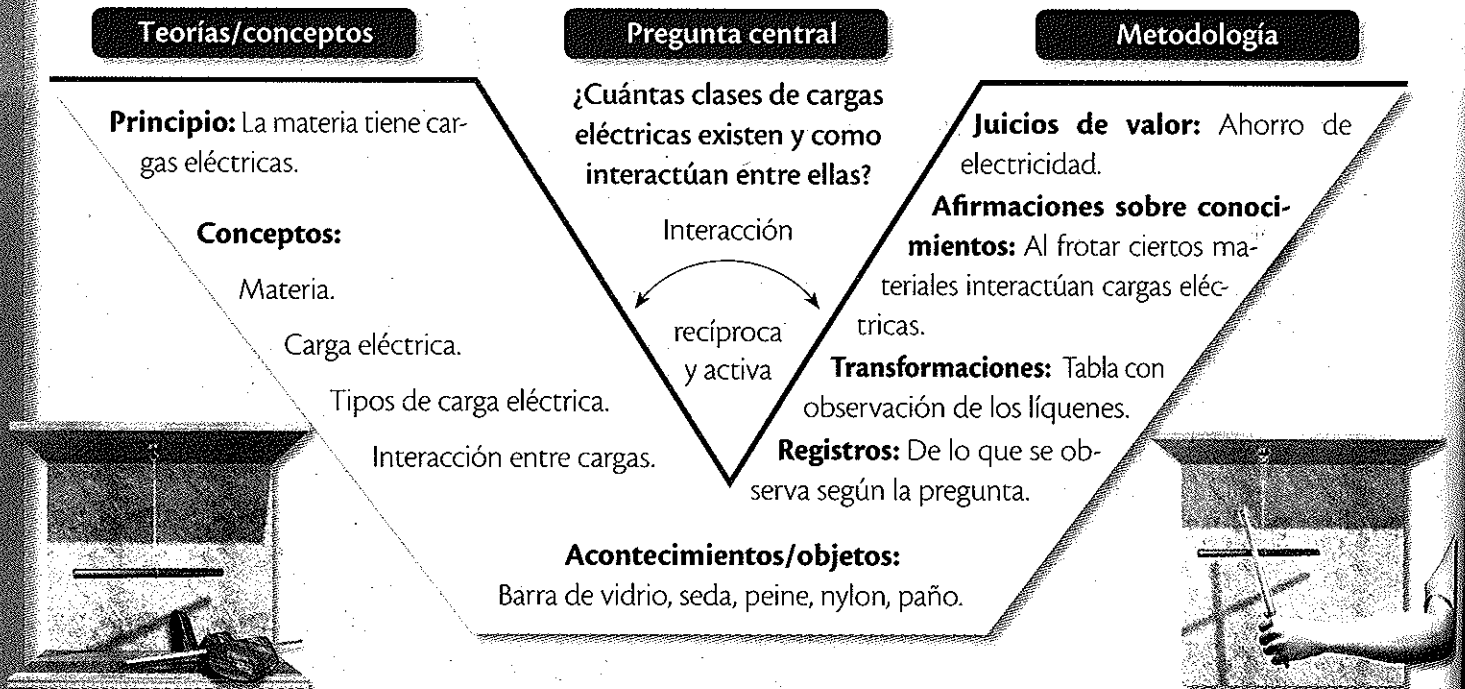 Teorías/conceptos
Pregunta central
Metodología
Principio: La materia tiene car-
gas eléctricas.
Conceptos:
Materia.
Carga eléctrica.
Tipos de carga eléctrica.
Interacción entre cargas.
¿Cuántas clases de cargas
eléctricas existen y como
interactúan entre ellas?
Interacción
recíproca
y activa
Juicios de valor: Ahorro de
electricidad.
Afirmaciones sobre conoci-
mientos: Al frotar ciertos ma-
teriales interactúan cargas eléc-
tricas.
Transformaciones: Tabla con
observación de los líquenes.
Registros: De lo que se ob-
serva según la pregunta.
Acontecimientos/objetos:
Barra de vidrio, seda, peine, nylon, paño.